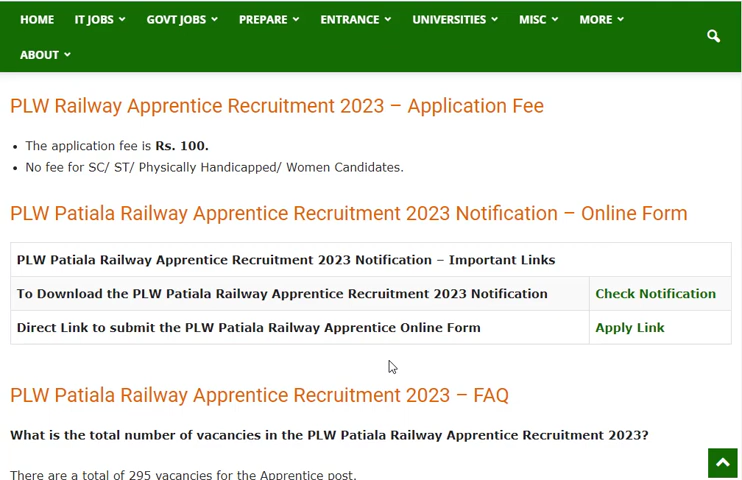 HOME IT JOBS GOVT JOBS PREPARE ENTRANCE UNIVERSITIES MISC MORE
ABOUT
PLW Railway Apprentice Recruitment 2023 – Application Fee
• The application fee is Rs. 100.
• No fee for SC/ ST/ Physically Handicapped/ Women Candidates.
PLW Patiala Railway Apprentice Recruitment 2023 Notification – Online Form
PLW Patiala Railway Apprentice Recruitment 2023 Notification – Important Links
To Download the PLW Patiala Railway Apprentice Recruitment 2023 Notification Check Notification
Direct Link to submit the PLW Patiala Railway Apprentice Online Form Apply Link
PLW Patiala Railway Apprentice Recruitment 2023 – FAQ
What is the total number of vacancies in the PLW Patiala Railway Apprentice Recruitment 2023?
There are a total of 295 vacancies for the Apprentice post.